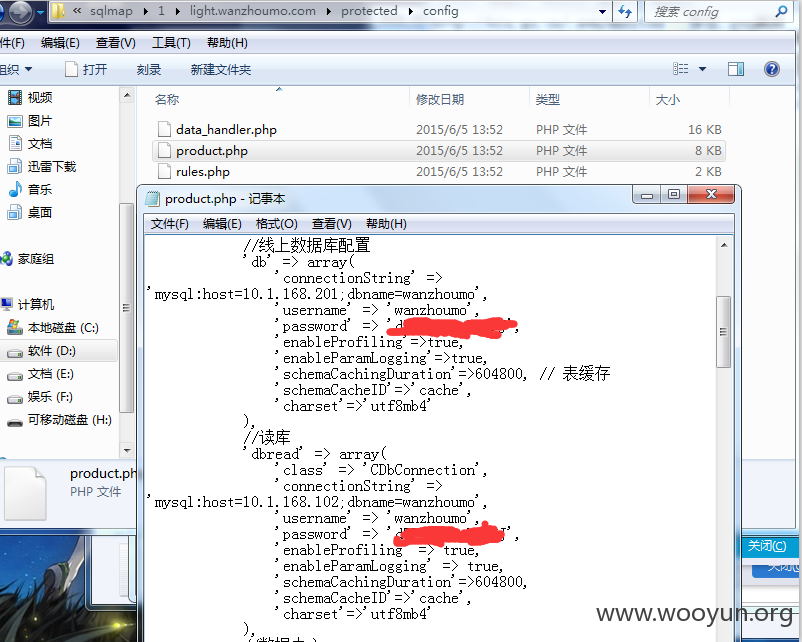 « sqlmap ▸ 1 ▸ light.wanzhoumo.com ▸ protected ▸ config
搜索 config
件(F) 编辑(E) 查看(V) 工具(T) 帮助(H)
组织 打开 刻录 新建文件夹
名称 修改日期 类型 大小
data_handler.php 2015/6/5 13:52 PHP 文件 16 KB
product.php 2015/6/5 13:52 PHP 文件 8 KB
rules.php 2015/6/5 13:52 PHP 文件 2 KB
视频
图片
文档
迅雷下载
音乐
桌面
家庭组
计算机
本地磁盘 (C:)
软件 (D:)
文档 (E:)
娱乐 (F:)
可移动磁盘 (H:)
product.ph
PHP 文件
product.php - 记事本
文件(F) 编辑(E) 格式(O) 查看(V) 帮助(H)
//线上数据库配置
'db' => array(
'connectionString' =>
'mysql:host=10.1.168.201;dbname=wanzhoumo',
'username' => 'wanzhoumo',
'password' => '
'enableProfiling'=>true,
'enableParamLogging'=>true,
'schemaCachingDuration'=>604800, // 表缓存
'schemaCacheID'=>'cache',
'charset'=>'utf8mb4'
),
//读库
'dbread' => array(
'class' => 'CDbConnection',
'connectionString' =>
'mysql:host=10.1.168.102;dbname=wanzhoumo',
'username' => 'wanzhoumo',
'password' => '
'enableProfiling' => true,
'enableParamLogging' => true,
'schemaCachingDuration'=>604800,
'schemaCacheID'=>'cache',
'charset'=>'utf8mb4'
),
关闭(C)
关闭(C
www.wooyun.org